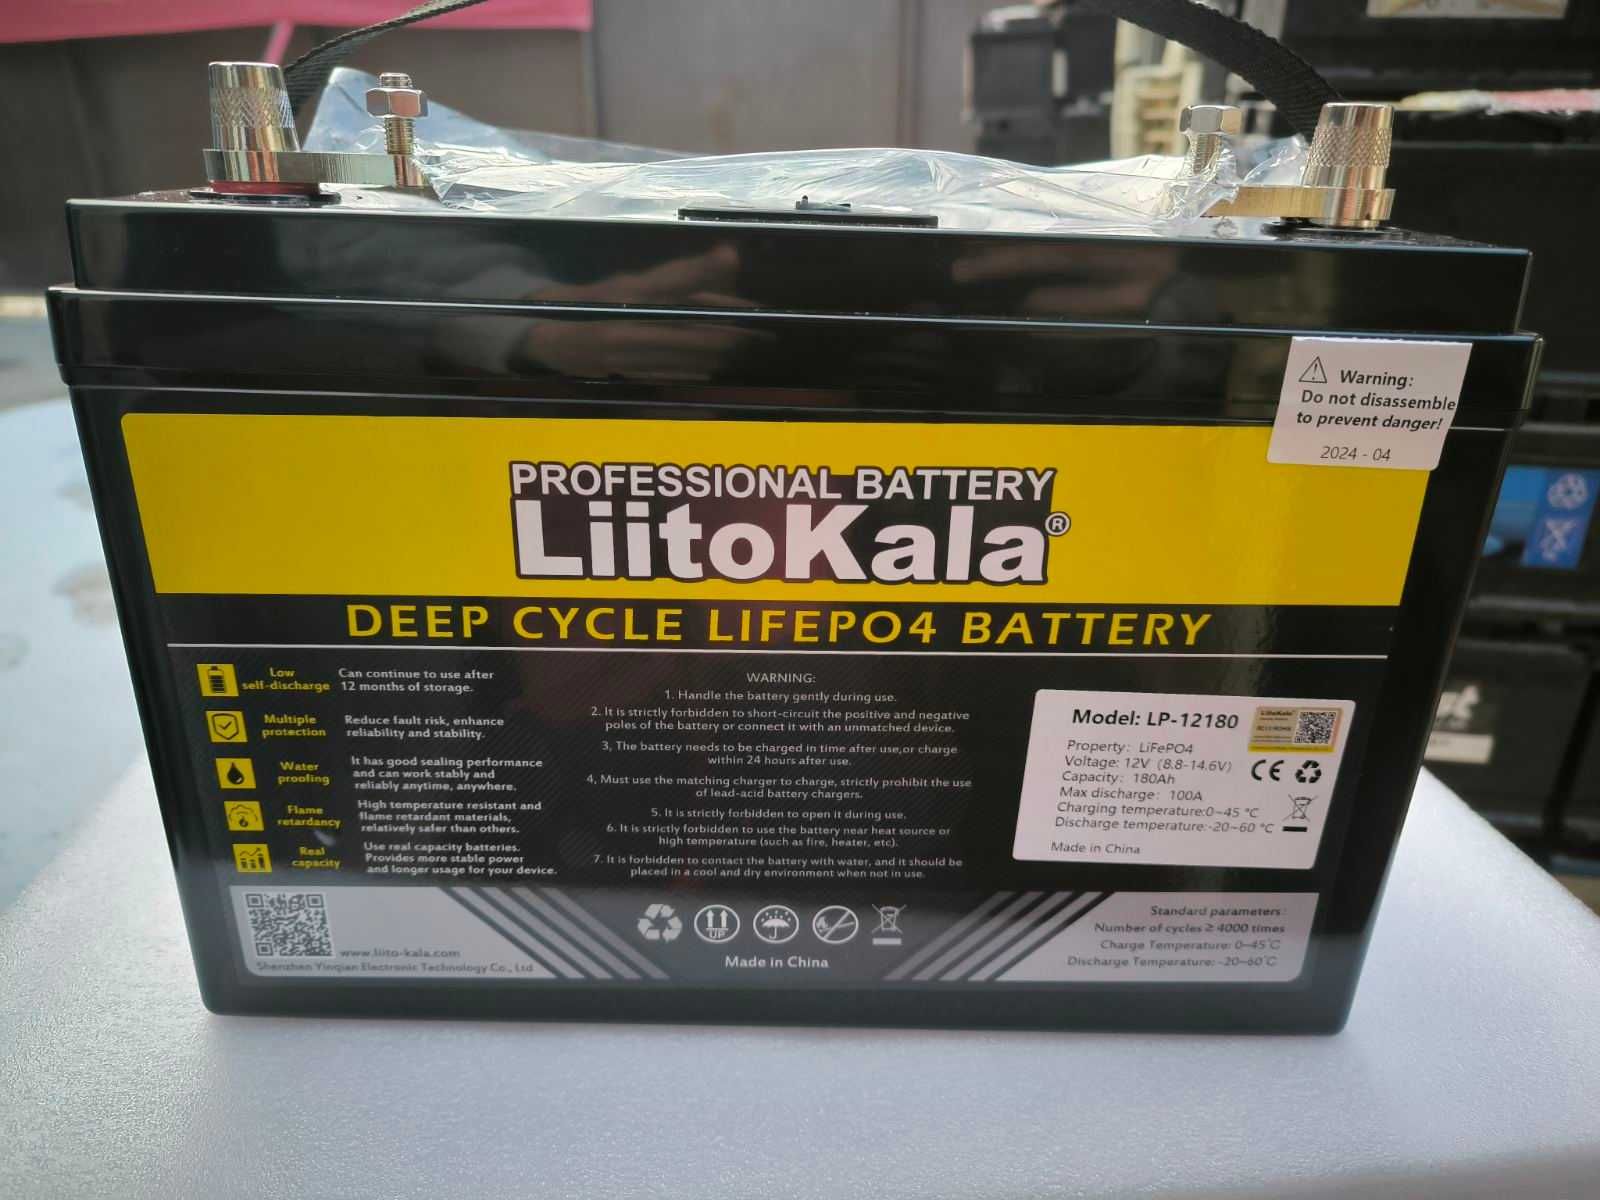 Warning:
Do not disassemble
to prevent danger!
2024 - 04
PROFESSIONAL BATTERY
LiitoKala®
DEEP CYCLE LIFEPO4 BATTERY
Low
self-discharge
Can continue to use after
12 months of storage.
Multiple
protection
Reduce fault risk, enhance
reliability and stability.
Water
proofing
It has good sealing performance
and can work stably and
reliably anytime, anywhere.
Flame
retardancy
High temperature resistant and
flame retardant materials,
relatively safer than others.
Real
capacity
Use real capacity batteries.
Provides more stable power
and longer usage for your device.
WARNING:
1. Handle the battery gently during use.
2. It is strictly forbidden to short-circuit the positive and negative
poles of the battery or connect it with an unmatched device.
3, The battery needs to be charged in time after use,or charge
within 24 hours after use.
4, Must use the matching charger to charge, strictly prohibit the use
of lead-acid battery chargers.
5. It is strictly forbidden to open it during use.
6. It is strictly forbidden to use the battery near heat source or
high temperature (such as fire, heater, etc).
7. It is forbidden to contact the battery with water, and it should be
placed in a cool and dry environment when not in use.
Model: LP-12180
LiitoKala
Property: LiFePO4
Voltage: 12V (8.8-14.6V)
Capacity: 180Ah
Max discharge: 100A
Charging temperature:0~45 °C
Discharge temperature:-20~60 °C
Made in China
CE
www.liito-kala.com
Shenzhen Yinqian Electronic Technology Co., Ltd
UP
Made in China
Standard parameters:
Number of cycles ≥ 4000 times
Charge Temperature: 0~45℃
Discharge Temperature: -20~60℃